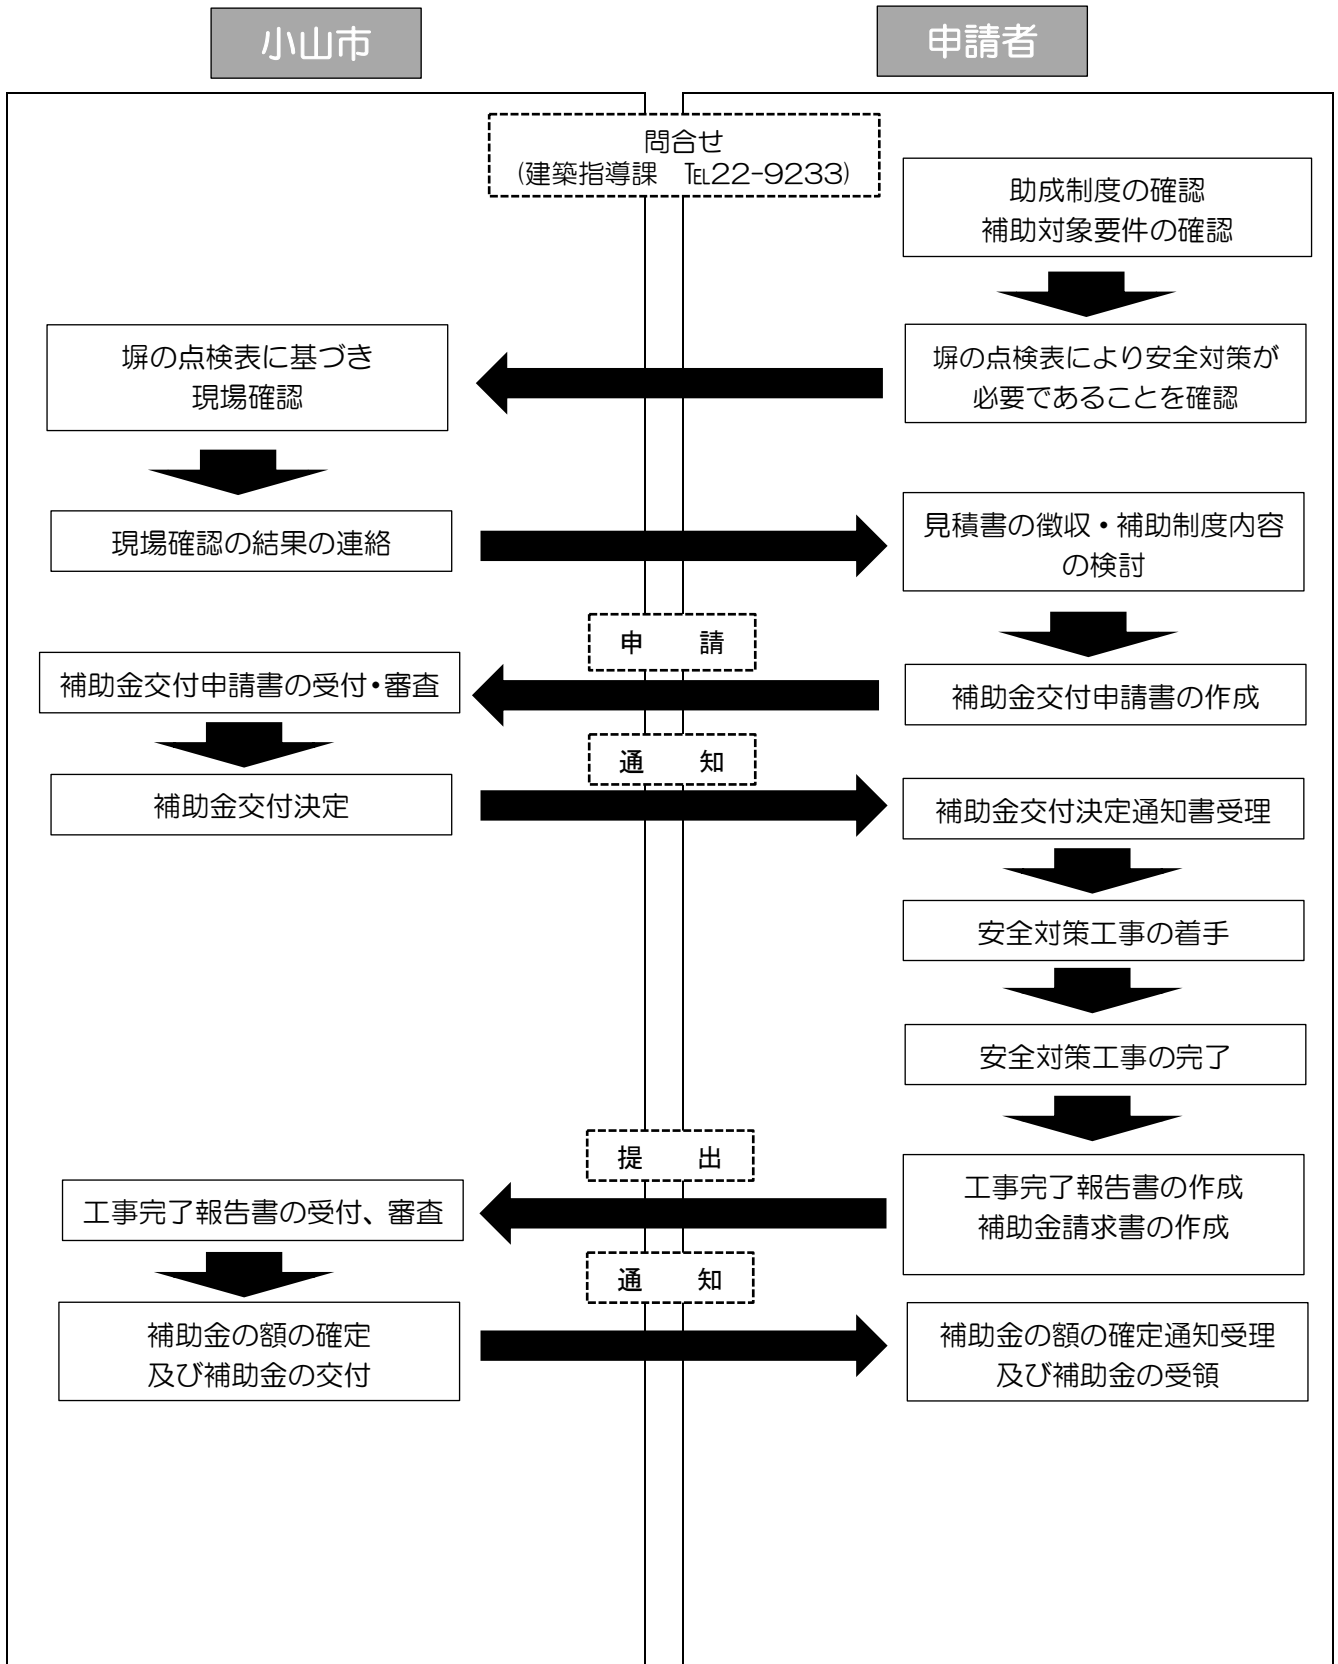 小山市
申請者
問合せ
(建築指導課　℡22-9233)
助成制度の確認
補助対象要件の確認
塀の点検表に基づき
現場確認
塀の点検表により安全対策が
必要であることを確認
現場確認の結果の連絡
見積書の徴収・補助制度内容
の検討
申　請
補助金交付申請書の受付・審査
補助金交付申請書の作成
通　知
補助金交付決定
補助金交付決定通知書受理
安全対策工事の着手
安全対策工事の完了
提　出
工事完了報告書の受付、審査
工事完了報告書の作成
補助金請求書の作成
通　知
補助金の額の確定
及び補助金の交付
補助金の額の確定通知受理
及び補助金の受領